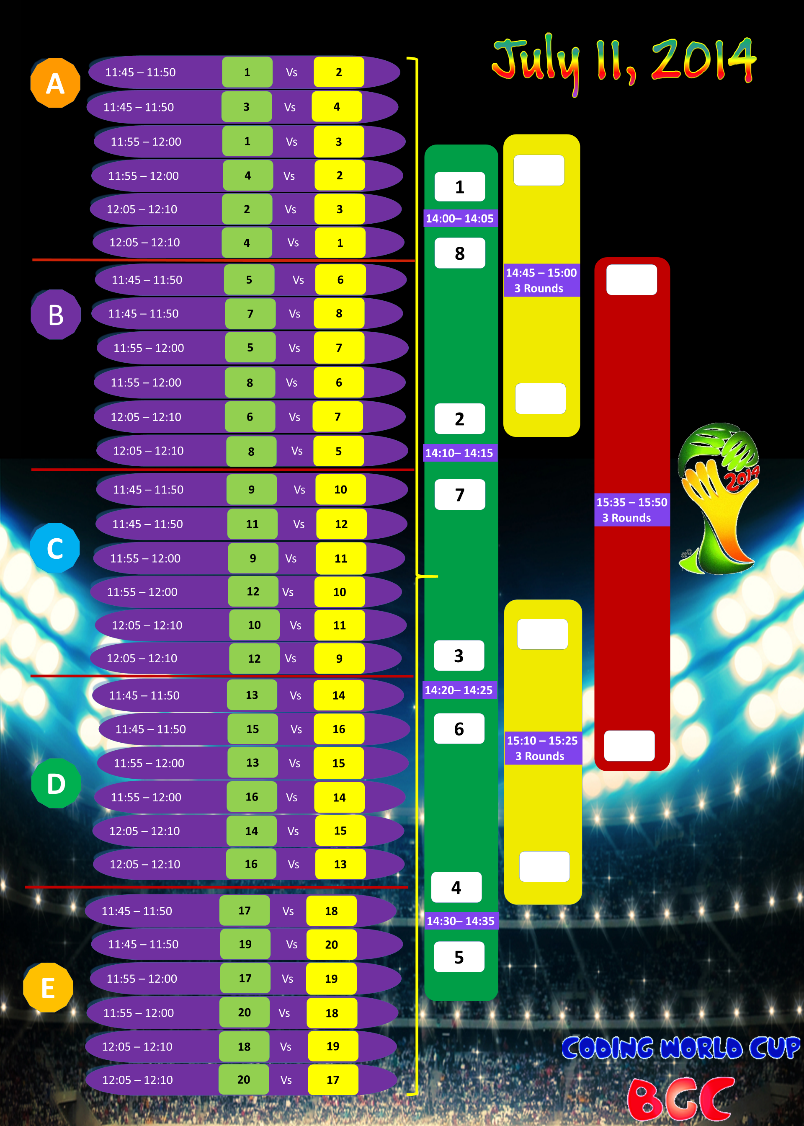 July 11, 2014
A
11:45 – 11:50 1 Vs 2
11:45 – 11:50 3 Vs 4
11:55 – 12:00 1 Vs 3
11:55 – 12:00 4 Vs 2
12:05 – 12:10 2 Vs 3
12:05 – 12:10 4 Vs 1
B
11:45 – 11:50 5 Vs 6
11:45 – 11:50 7 Vs 8
11:55 – 12:00 5 Vs 7
11:55 – 12:00 8 Vs 6
12:05 – 12:10 6 Vs 7
12:05 – 12:10 8 Vs 5
C
11:45 – 11:50 9 Vs 10
11:45 – 11:50 11 Vs 12
11:55 – 12:00 9 Vs 11
11:55 – 12:00 12 Vs 10
12:05 – 12:10 10 Vs 11
12:05 – 12:10 12 Vs 9
D
11:45 – 11:50 13 Vs 14
11:45 – 11:50 15 Vs 16
11:55 – 12:00 13 Vs 15
11:55 – 12:00 16 Vs 14
12:05 – 12:10 14 Vs 15
12:05 – 12:10 16 Vs 13
E
11:45 – 11:50 17 Vs 18
11:45 – 11:50 19 Vs 20
11:55 – 12:00 17 Vs 19
11:55 – 12:00 20 Vs 18
12:05 – 12:10 18 Vs 19
12:05 – 12:10 20 Vs 17
1
14:00– 14:05
8
2
14:10– 14:15
7
3
14:20– 14:25
6
4
14:30– 14:35
5
14:45 – 15:00
3 Rounds
15:10 – 15:25
3 Rounds
15:35 – 15:50
3 Rounds
2014
CODING WORLD CUP
BGC